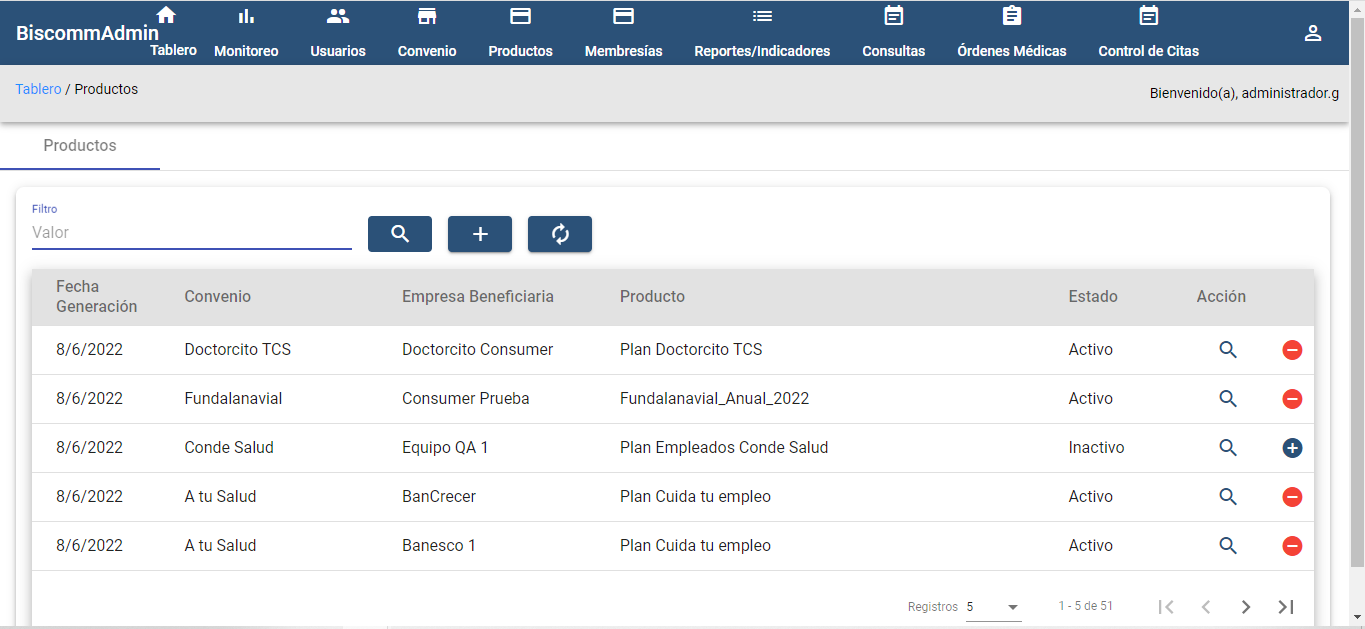 BiscommAdmin
Tablero Monitoreo Usuarios Convenio Productos Membresías Reportes/Indicadores Consultas Órdenes Médicas Control de Citas
Tablero / Productos
Bienvenido(a), administrador.g
Productos
Filtro
Valor
Fecha
Generación Convenio Empresa Beneficiaria Producto Estado Acción
8/6/2022 Doctorcito TCS Doctorcito Consumer Plan Doctorcito TCS Activo
8/6/2022 Fundalanavial Consumer Prueba Fundalanavial_Anual_2022 Activo
8/6/2022 Conde Salud Equipo QA 1 Plan Empleados Conde Salud Inactivo
8/6/2022 A tu Salud BanCrecer Plan Cuida tu empleo Activo
8/6/2022 A tu Salud Banesco 1 Plan Cuida tu empleo Activo
Registros 5 1 - 5 de 51